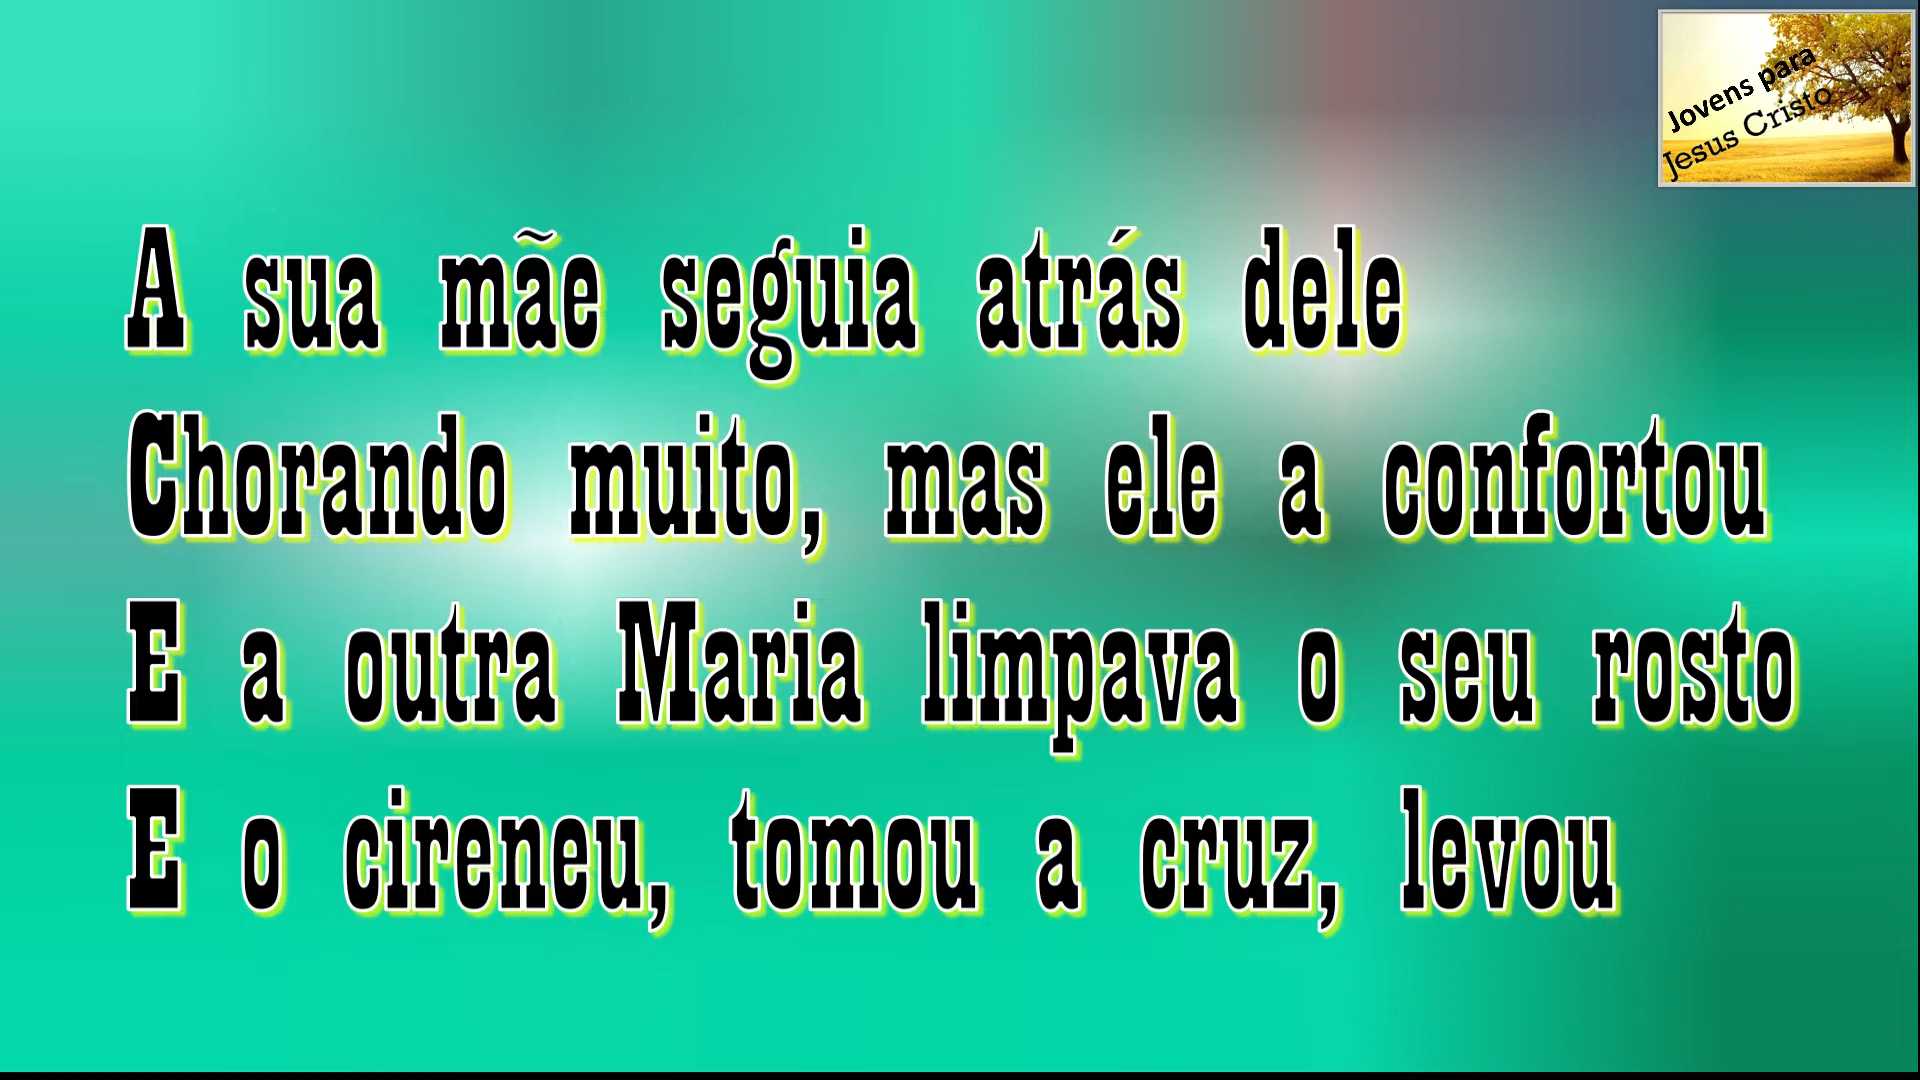 Jovens para
Jesus Cristo
A sua mãe seguia atrás dele
Chorando muito, mas ele a confortou
E a outra Maria limpava o seu rosto
E o cireneu, tomou a cruz, levou